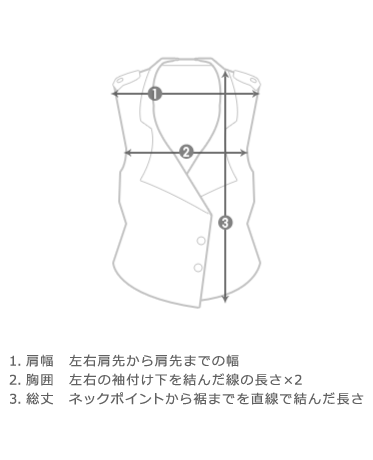 1
2
3
1. 肩幅　左右肩先から肩先までの幅
2. 胸囲　左右の袖付け下を結んだ線の長さ×2
3. 総丈　ネックポイントから裾までを直線で結んだ長さ